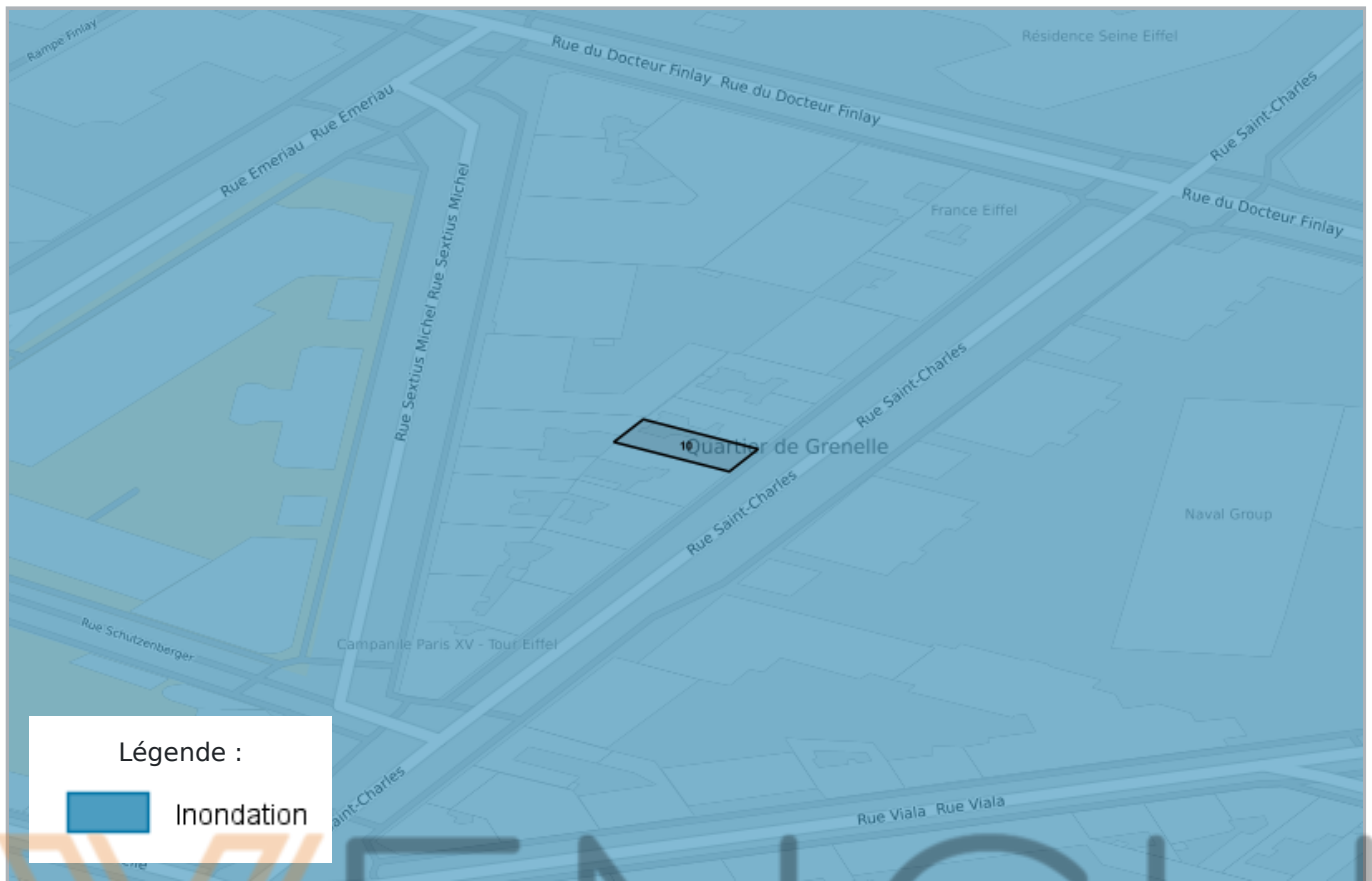 Rampe Finlay
Rue du Docteur Finlay Rue du Docteur Finlay
Résidence Seine Eiffel
Rue Saint-Charles
Rue Emeriau Rue Emeriau
Rue Sextius Michel Rue Sextius Michel
France Eiffel
Rue du Docteur Finlay
Rue Saint-Charles
10
Quartier de Grenelle
Rue Saint-Charles
Naval Group
Rue Schutzenberger
Campanile Paris XV - Tour Eiffel
Légende :
Inondation
aint-Charles
Rue Viala Rue Viala